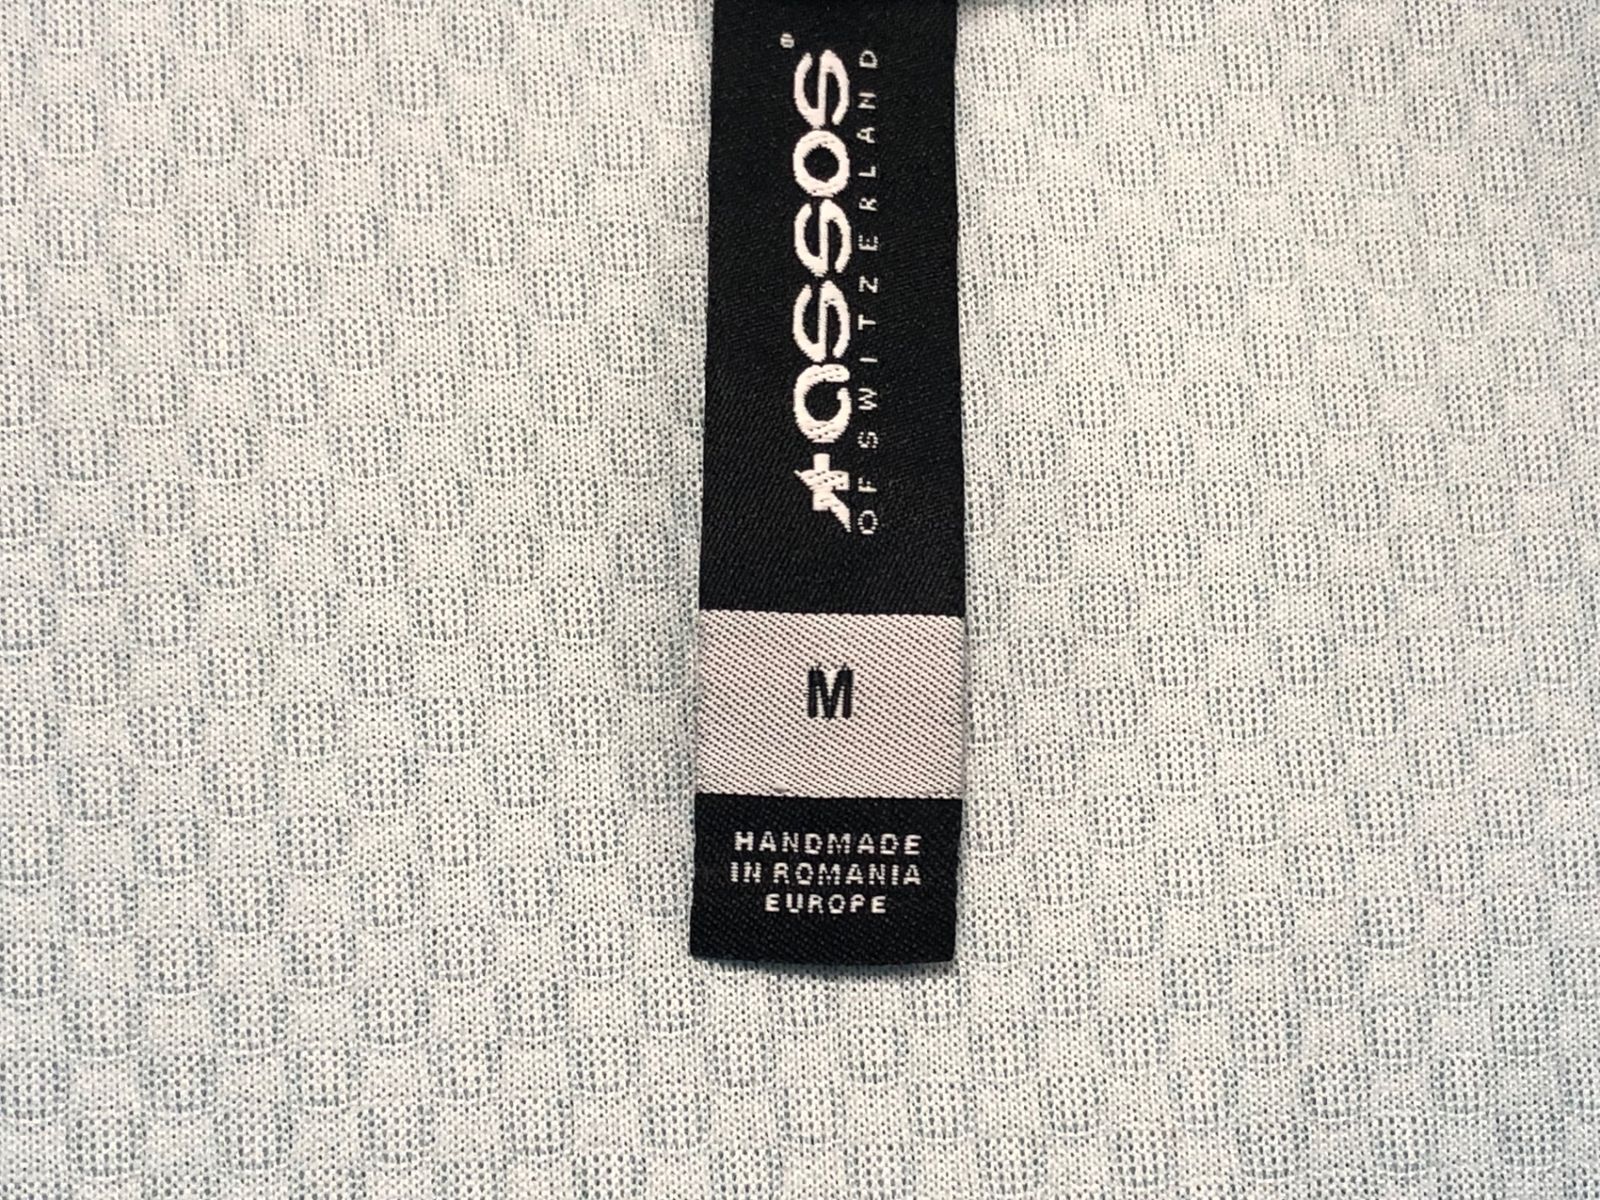 assos®
OF SWITZERLAND
M
HANDMADE
IN ROMANIA
EUROPE